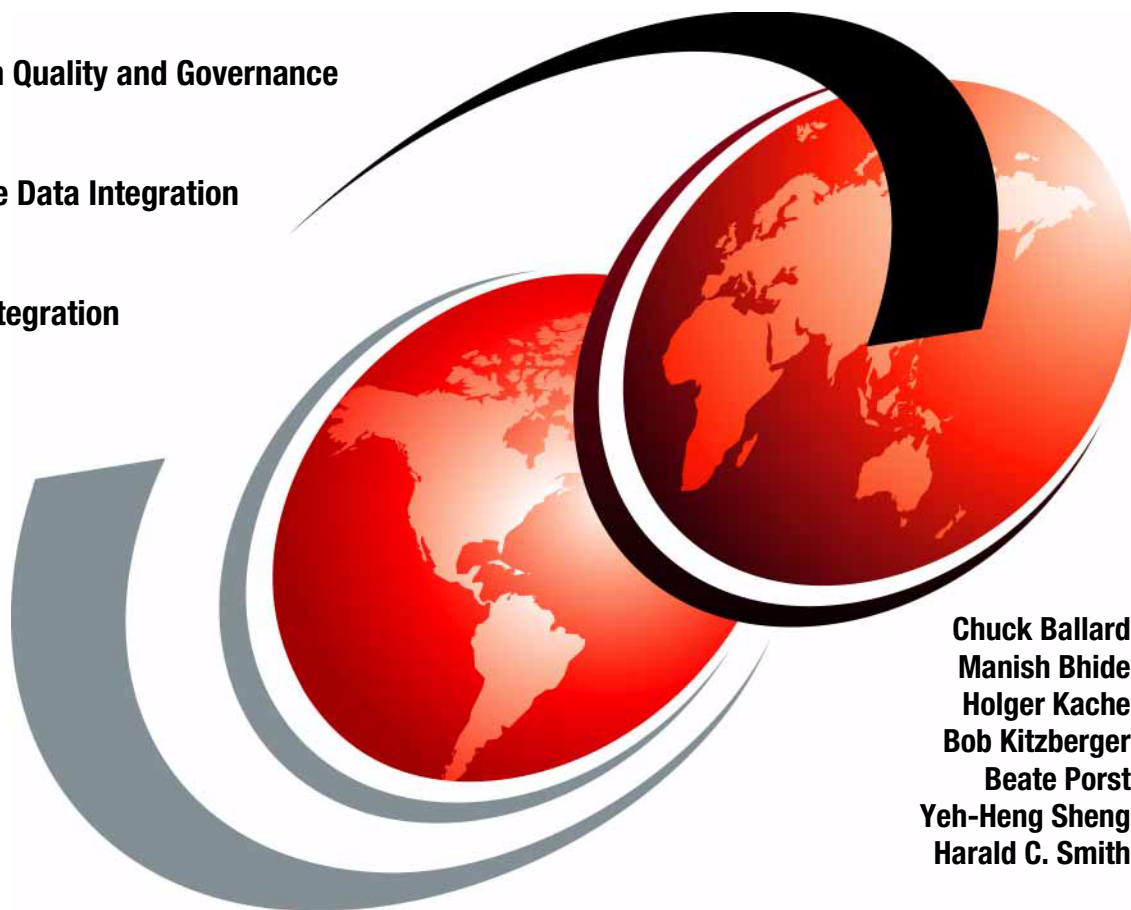 Quality and Governance
Data Integration
Chuck Ballard
Manish Bhide
Holger Kache
Bob Kitzberger
Beate Porst
Yeh-Heng Sheng
Harald C. Smith